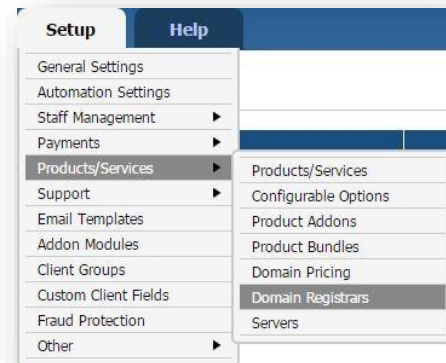 Setup Help
General Settings
Automation Settings
Staff Management
Payments
Products/Services
Support
Email Templates
Addon Modules
Client Groups
Custom Client Fields
Fraud Protection
Other
Products/Services
Configurable Options
Product Addons
Product Bundles
Domain Pricing
Domain Registrars
Servers